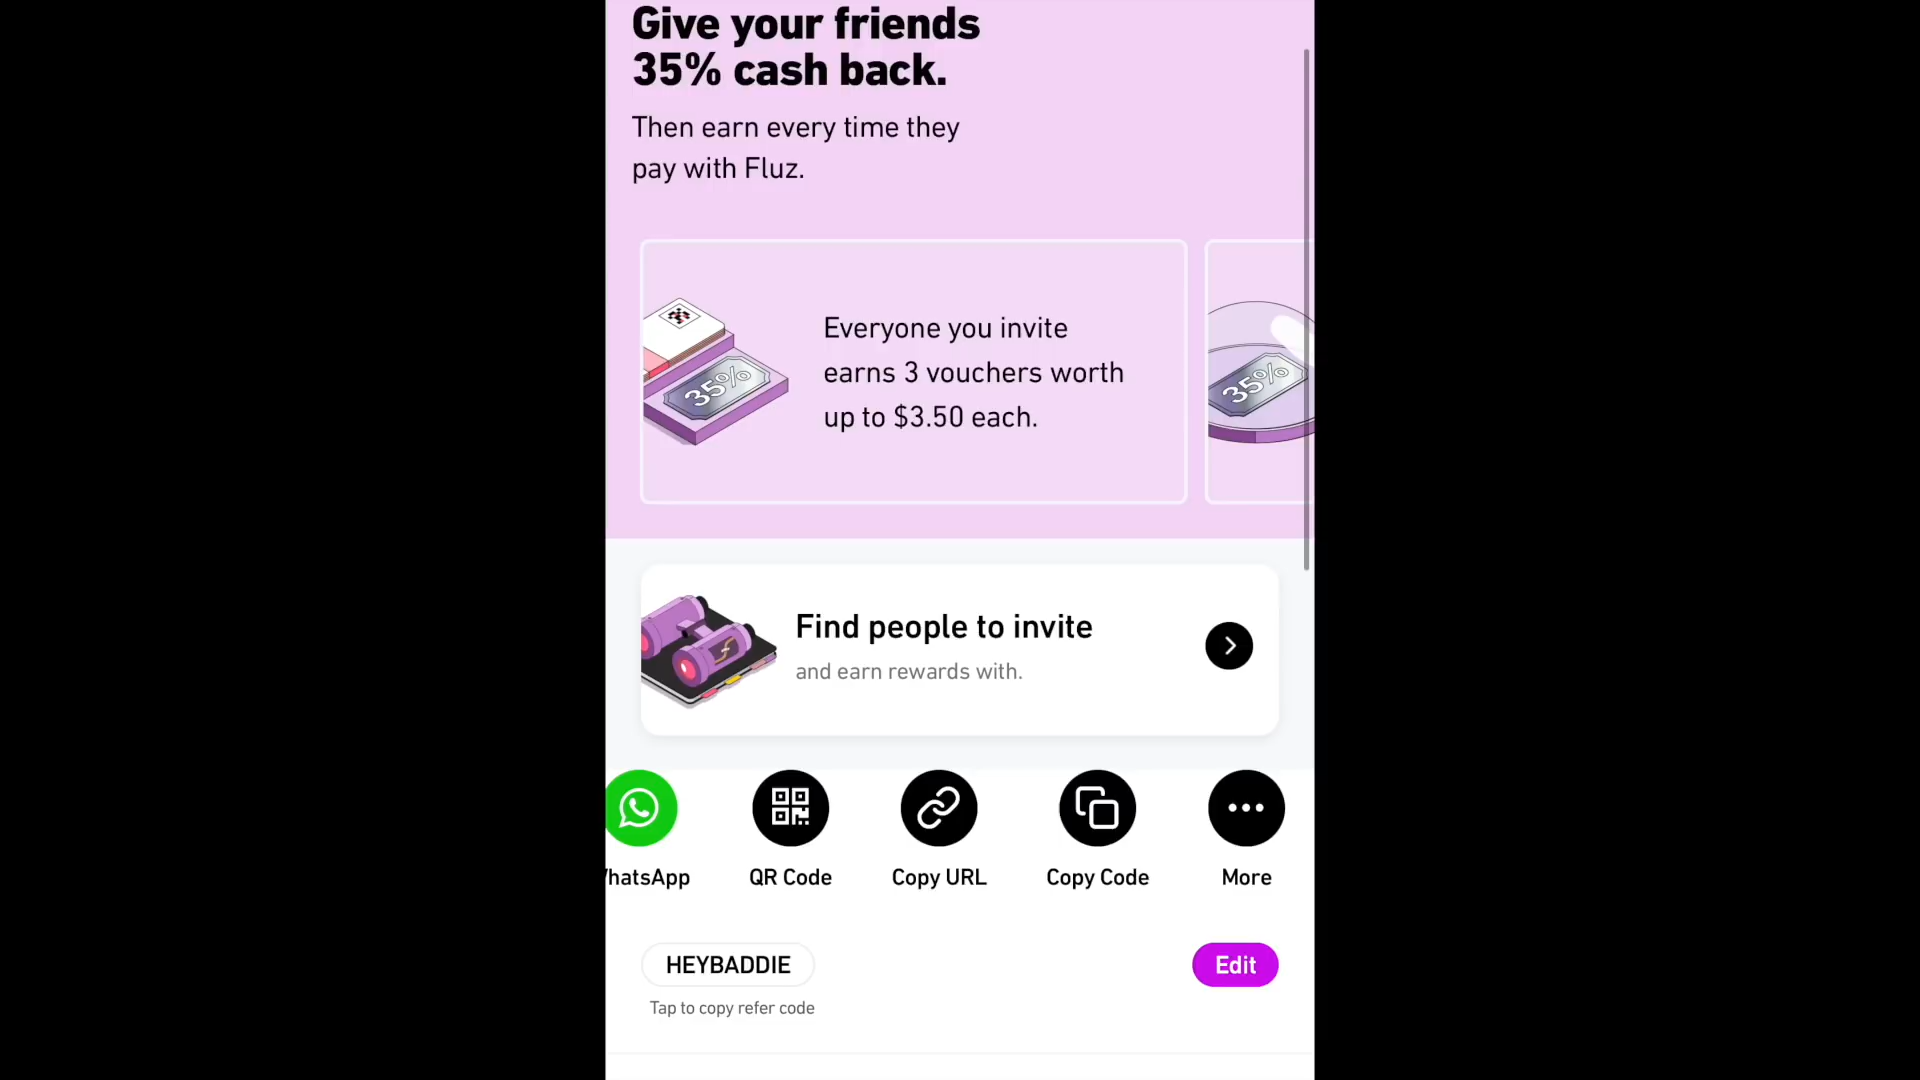 Give your friends
35% cash back.
Then earn every time they
pay with Fluz.
35%
Everyone you invite
earns 3 vouchers worth
up to $3.50 each.
35%
Find people to invite
and earn rewards with.
hatsApp
QR Code
Copy URL
Copy Code
More
HEYBADDIE
Edit
Tap to copy refer code